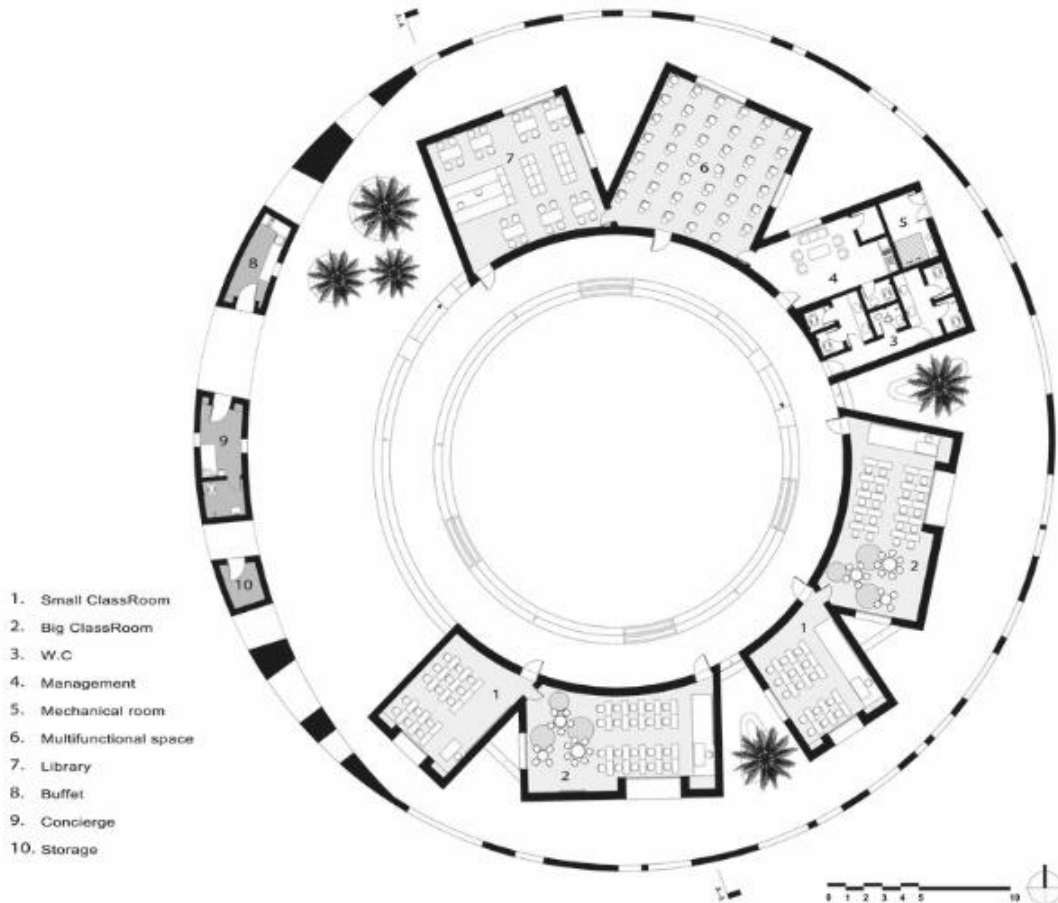 A-A
7
6
5
4
3
8
9
10
2
1
1
2
1. Small ClassRoom
2. Big ClassRoom
3. W.C
4. Management
5. Mechanical room
6. Multifunctional space
7. Library
8. Buffet
9. Concierge
10. Storage
A-A
0 1 2 3 4 5 10